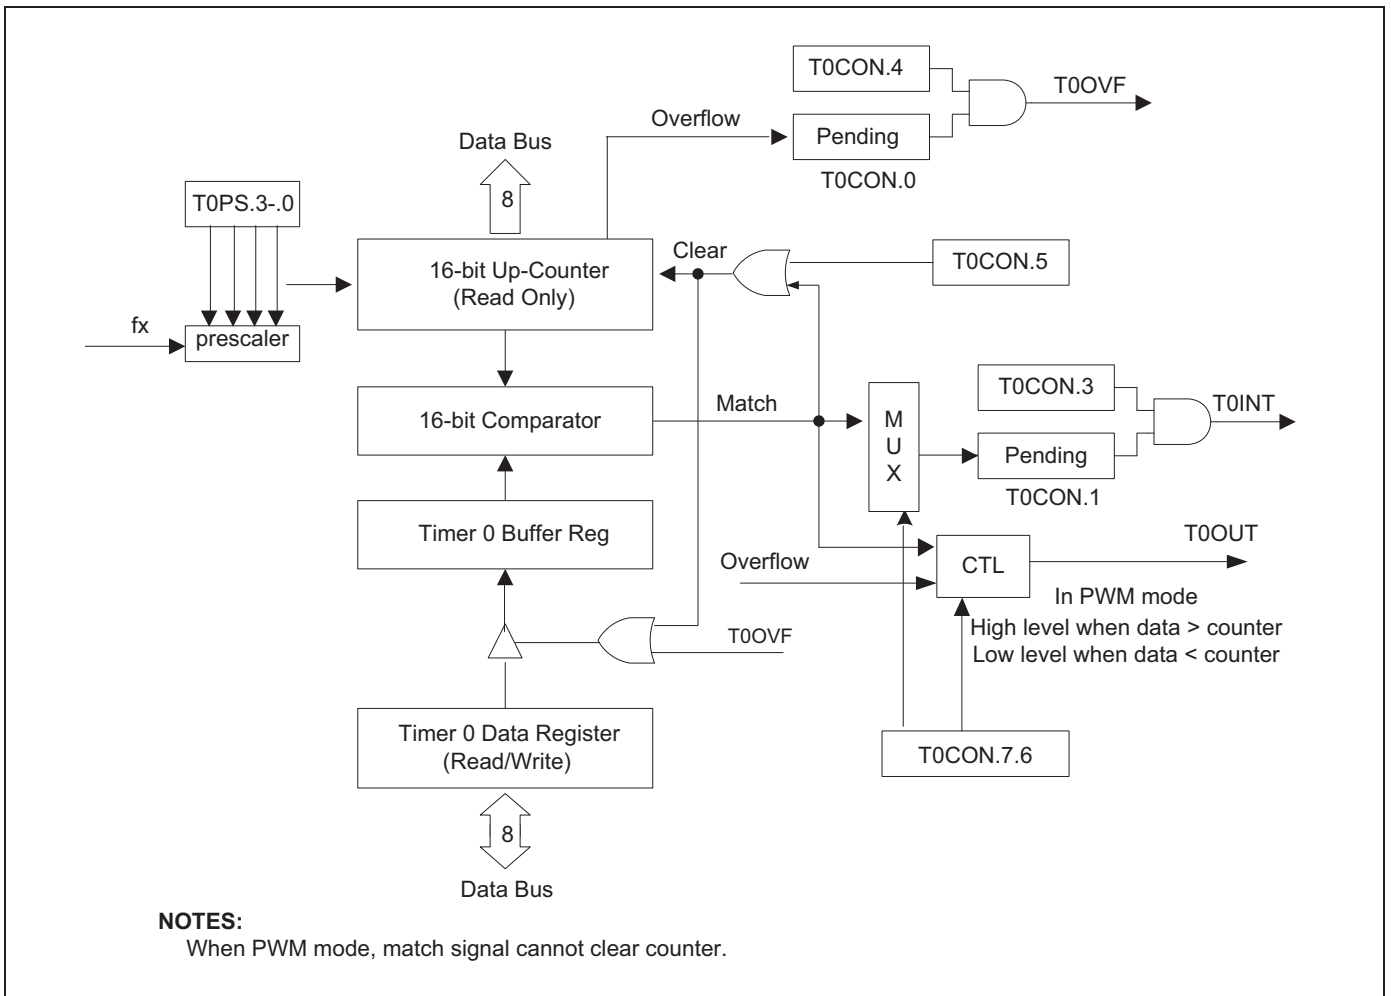 T0CON.4
T0OVF
Overflow
Pending
Data Bus
T0CON.0
8
T0PS.3-.0
Clear
T0CON.5
16-bit Up-Counter
(Read Only)
fx
prescaler
T0CON.3
T0INT
Match
M
U
X
16-bit Comparator
Pending
T0CON.1
Timer 0 Buffer Reg
T0OUT
Overflow
CTL
In PWM mode
High level when data > counter
Low level when data < counter
T0OVF
Timer 0 Data Register
(Read/Write)
T0CON.7.6
8
Data Bus
NOTES:
When PWM mode, match signal cannot clear counter.